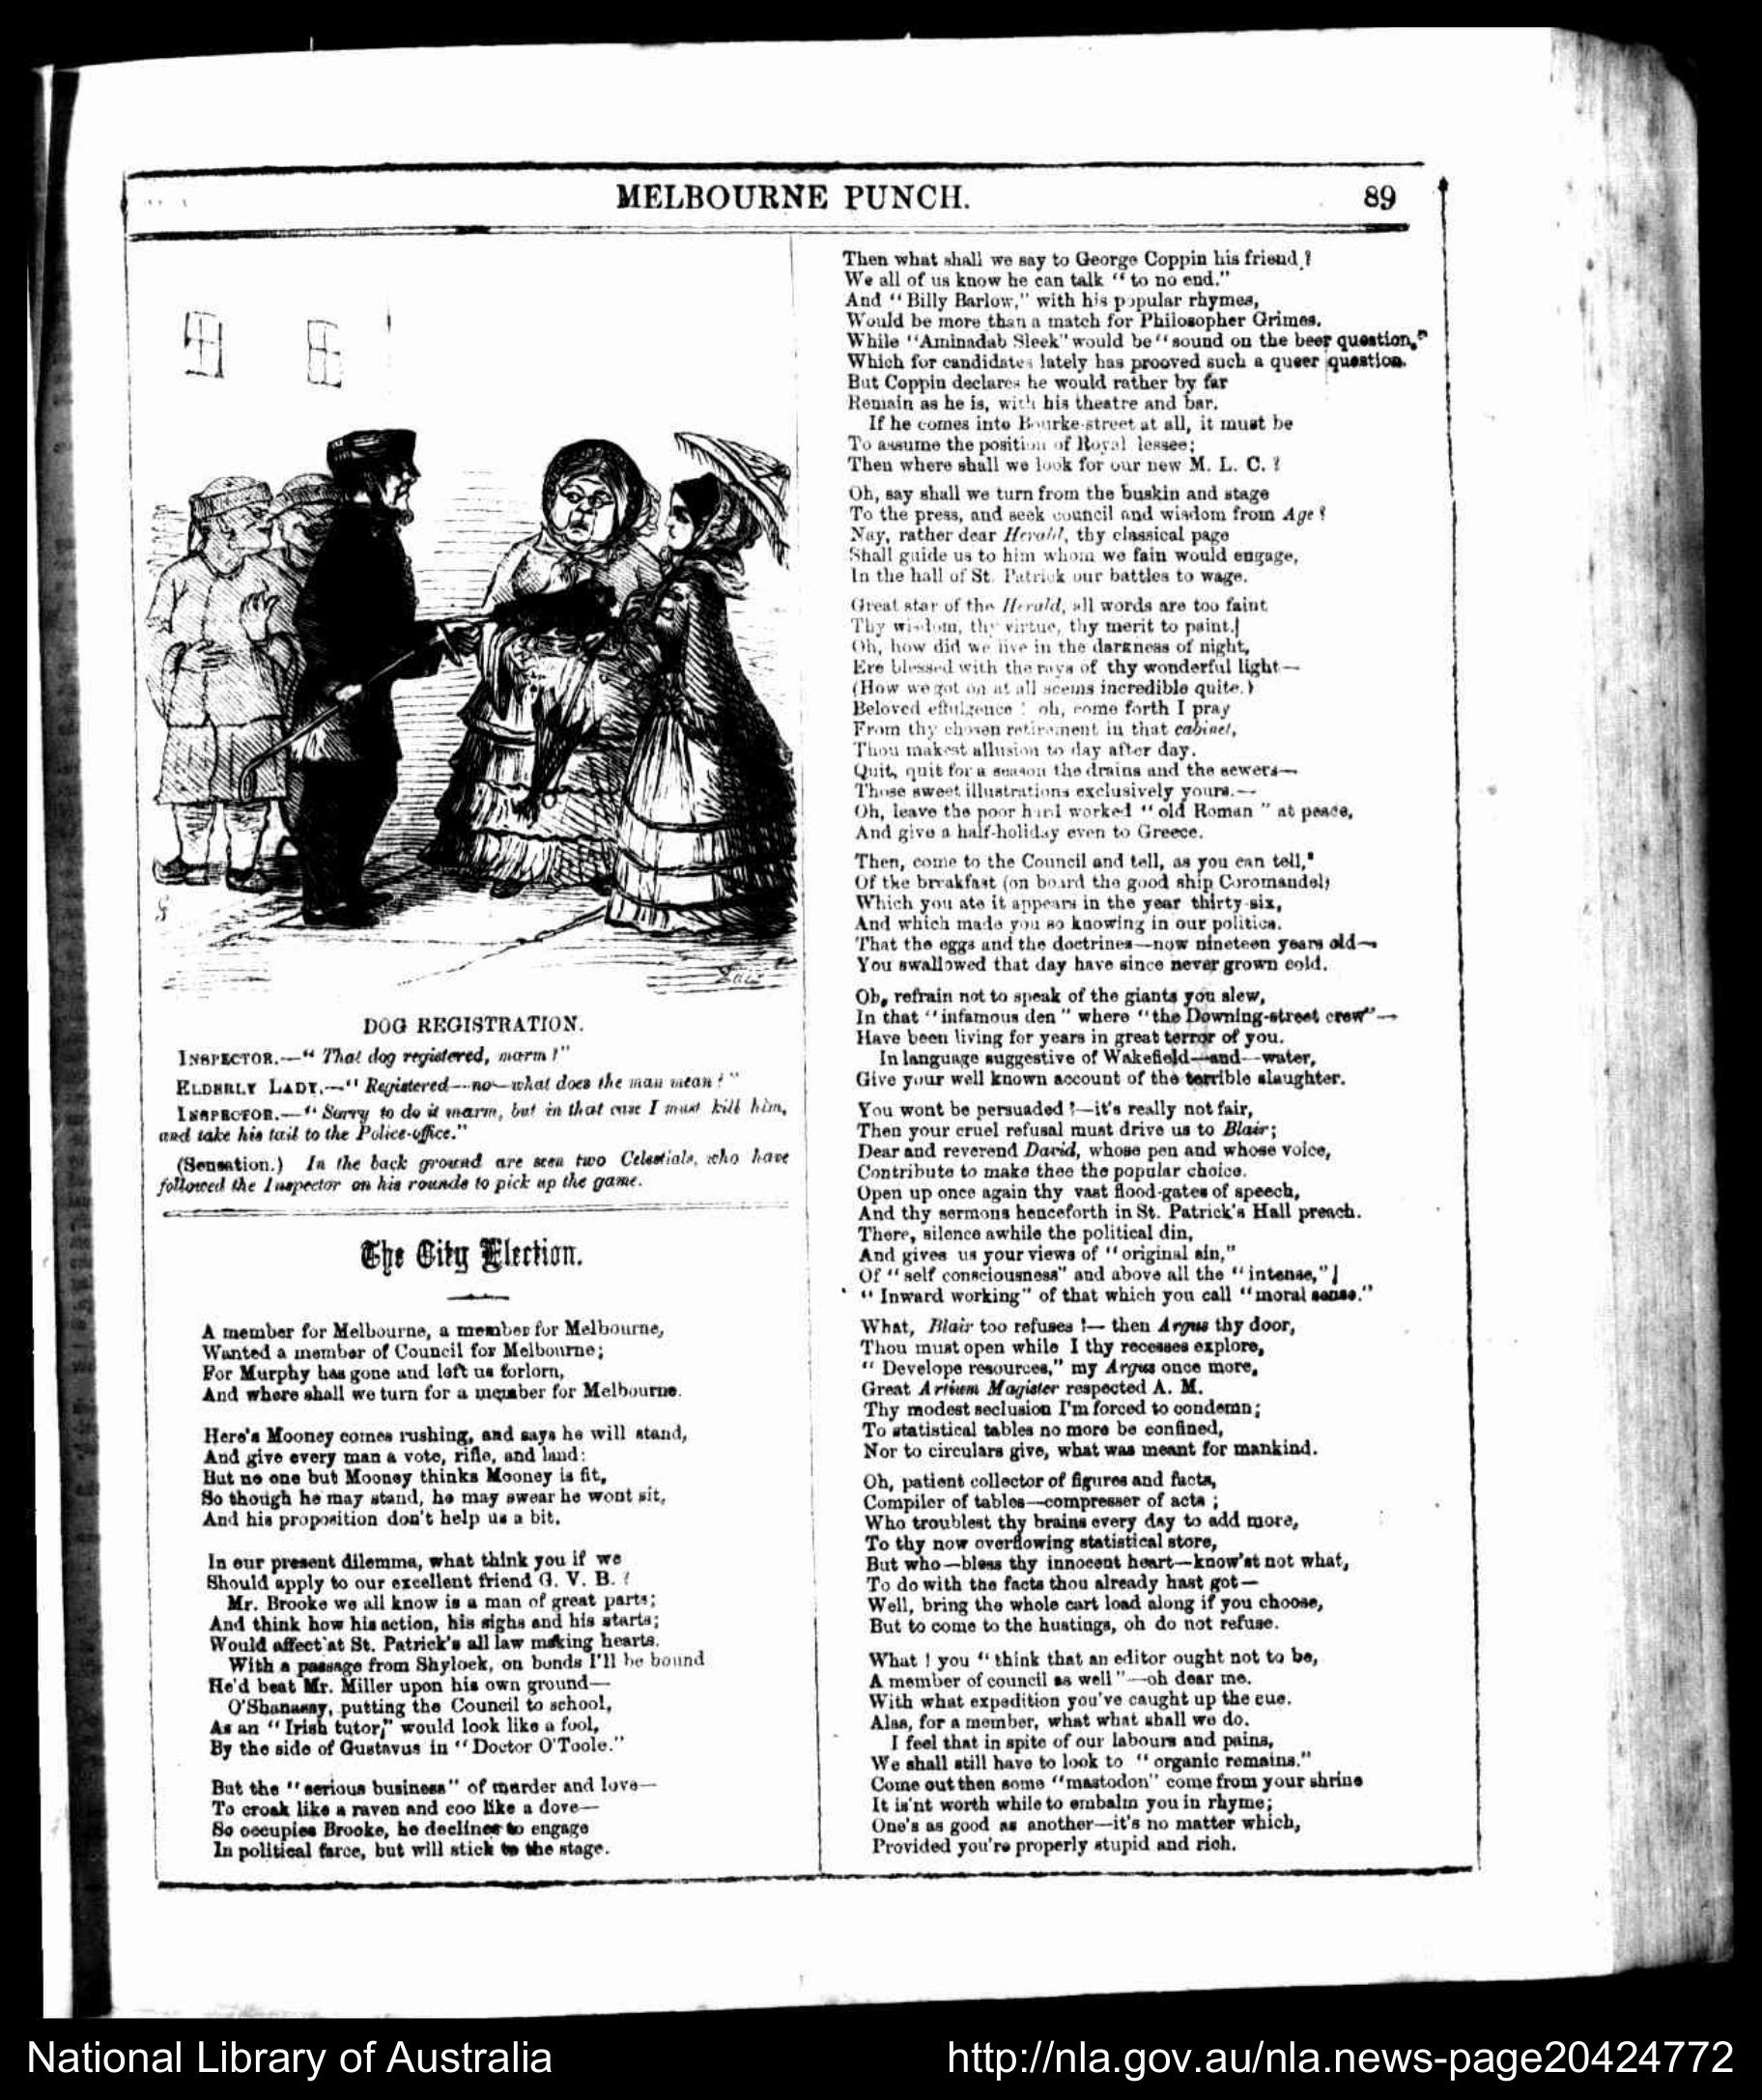 MELBOURNE PUNCH.
89
DOG REGISTRATION.
INSPECTOR.—"That dog registered, marm?"
ELDERLY LADY.—"Registered—no—what does the man mean?"
INSPECTOR.—"Sorry to do it marm, but in that case I must kill him,
and take his tail to the Police-office."
(Sensation.) In the back ground are seen two Celestials, who have
followed the Inspector on his rounds to pick up the game.
The City Election.
A member for Melbourne, a member for Melbourne,
Wanted a member of Council for Melbourne;
For Murphy has gone and left us forlorn,
And where shall we turn for a member for Melbourne.
Here's Mooney comes rushing, and says he will stand,
And give every man a vote, rifle, and land:
But no one but Mooney thinks Mooney is fit,
So though he may stand, he may swear he wont sit,
And his proposition don't help us a bit.
In our present dilemma, what think you if we
Should apply to our excellent friend G. V. B.?
Mr. Brooke we all know is a man of great parts;
And think how his action, his sighs and his starts;
Would affect at St. Patrick's all law making hearts.
With a passage from Shylock, on bonds I'll be bound
He'd beat Mr. Miller upon his own ground—
O'Shanassy, putting the Council to school,
As an "Irish tutor," would look like a fool,
By the side of Gustavus in "Doctor O'Toole."
But the "serious business" of murder and love—
To croak like a raven and coo like a dove—
So occupies Brooke, he declines to engage
In political farce, but will stick to the stage.
Then what shall we say to George Coppin his friend?
We all of us know he can talk "to no end."
And "Billy Barlow," with his popular rhymes,
Would be more than a match for Philosopher Grimes.
While "Aminadab Sleek" would be "sound on the beer question,"
Which for candidates lately has prooved such a queer question.
But Coppin declares he would rather by far
Remain as he is, with his theatre and bar.
If he comes into Bourke-street at all, it must be
To assume the position of Royal lessee;
Then where shall we look for our new M. L. C.?
Oh, say shall we turn from the buskin and stage
To the press, and seek council and wisdom from Age?
Nay, rather dear Herald, thy classical page
Shall guide us to him whom we fain would engage,
In the hall of St. Patrick our battles to wage.
Great star of the Herald, all words are too faint
Thy wisdom, thy virtue, thy merit to paint.
Oh, how did we live in the darkness of night,
Ere blessed with the rays of thy wonderful light—
(How we got on at all seems incredible quite.)
Beloved effulgence! oh, come forth I pray
From thy chosen retirement in that cabinet,
Thou makest allusion to day after day.
Quit, quit for a season the drains and the sewers—
Those sweet illustrations exclusively yours.—
Oh, leave the poor hard worked "old Roman" at peace,
And give a half-holiday even to Greece.
Then, come to the Council and tell, as you can tell,
Of the brrakfast (on board the good ship Coromandel)
Which you ate it appears in the year thirty-six,
And which made you so knowing in our politics.
That the eggs and the doctrines—now nineteen years old—
You swallowed that day have since never grown cold.
Oh, refrain not to speak of the giants you slew,
In that "infamous den" where "the Downing-street crew"—
Have been living for years in great terror of you.
In language suggestive of Wakefield—and—water,
Give your well known account of the terrible slaughter.
You wont be persuaded?—it's really not fair,
Then your cruel refusal must drive us to Blair;
Dear and reverend David, whose pen and whose voice,
Contribute to make thee the popular choice.
Open up once again thy vast flood-gates of speech,
And thy sermons henceforth in St. Patrick's Hall preach.
There, silence awhile the political din,
And gives us your views of "original sin,"
Of "self consciousness" and above all the "intense,"
"Inward working" of that which you call "moral sense."
What, Blair too refuses!—then Argus thy door,
Thou must open while I thy recesses explore,
"Develope resources," my Argus once more,
Great Artium Magister respected A. M.
Thy modest seclusion I'm forced to condemn;
To statistical tables no more be confined,
Nor to circulars give, what was meant for mankind.
Oh, patient collector of figures and facts,
Compiler of tables—compresser of acts;
Who troublest thy brains every day to add more,
To thy now overflowing statistical store,
But who—bless thy innocent heart—know'st not what,
To do with the facts thou already hast got—
Well, bring the whole cart load along if you choose,
But to come to the hustings, oh do not refuse.
What! you "think that an editor ought not to be,
A member of council as well"—oh dear me.
With what expedition you've caught up the cue.
Alas, for a member, what what shall we do.
I feel that in spite of our labours and pains,
We shall still have to look to "organic remains."
Come out then some "mastodon" come from your shrine
It is'nt worth while to embalm you in rhyme;
One's as good as another—it's no matter which,
Provided you're properly stupid and rich.
National Library of Australia
http://nla.gov.au/nla.news-page20424772